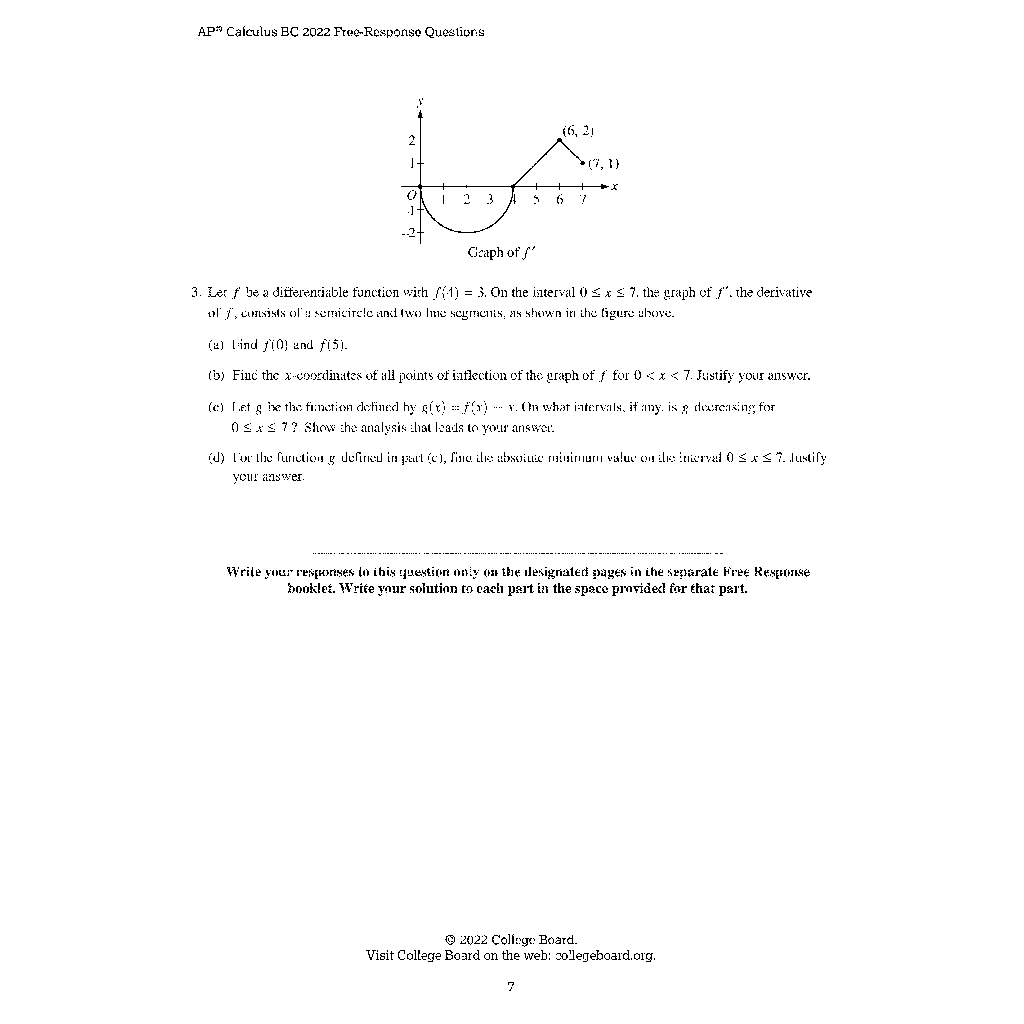 AP® Calculus BC 2022 Free-Response Questions
y
(6, 2)
2
1
(7, 1)
O
1 2 3 4 5 6 7
x
-1
-2
Graph of f′
3. Let f be a differentiable function with f(4) = 3. On the interval 0 ≤ x ≤ 7, the graph of f′, the derivative
of f, consists of a semicircle and two line segments, as shown in the figure above.
(a) Find f(0) and f(5).
(b) Find the x-coordinates of all points of inflection of the graph of f for 0 < x < 7. Justify your answer.
(c) Let g be the function defined by g(x) = f(x) − x. On what intervals, if any, is g decreasing for
0 ≤ x ≤ 7 ? Show the analysis that leads to your answer.
(d) For the function g defined in part (c), find the absolute minimum value on the interval 0 ≤ x ≤ 7. Justify
your answer.
Write your responses to this question only on the designated pages in the separate Free Response
booklet. Write your solution to each part in the space provided for that part.
© 2022 College Board.
Visit College Board on the web: collegeboard.org.
7